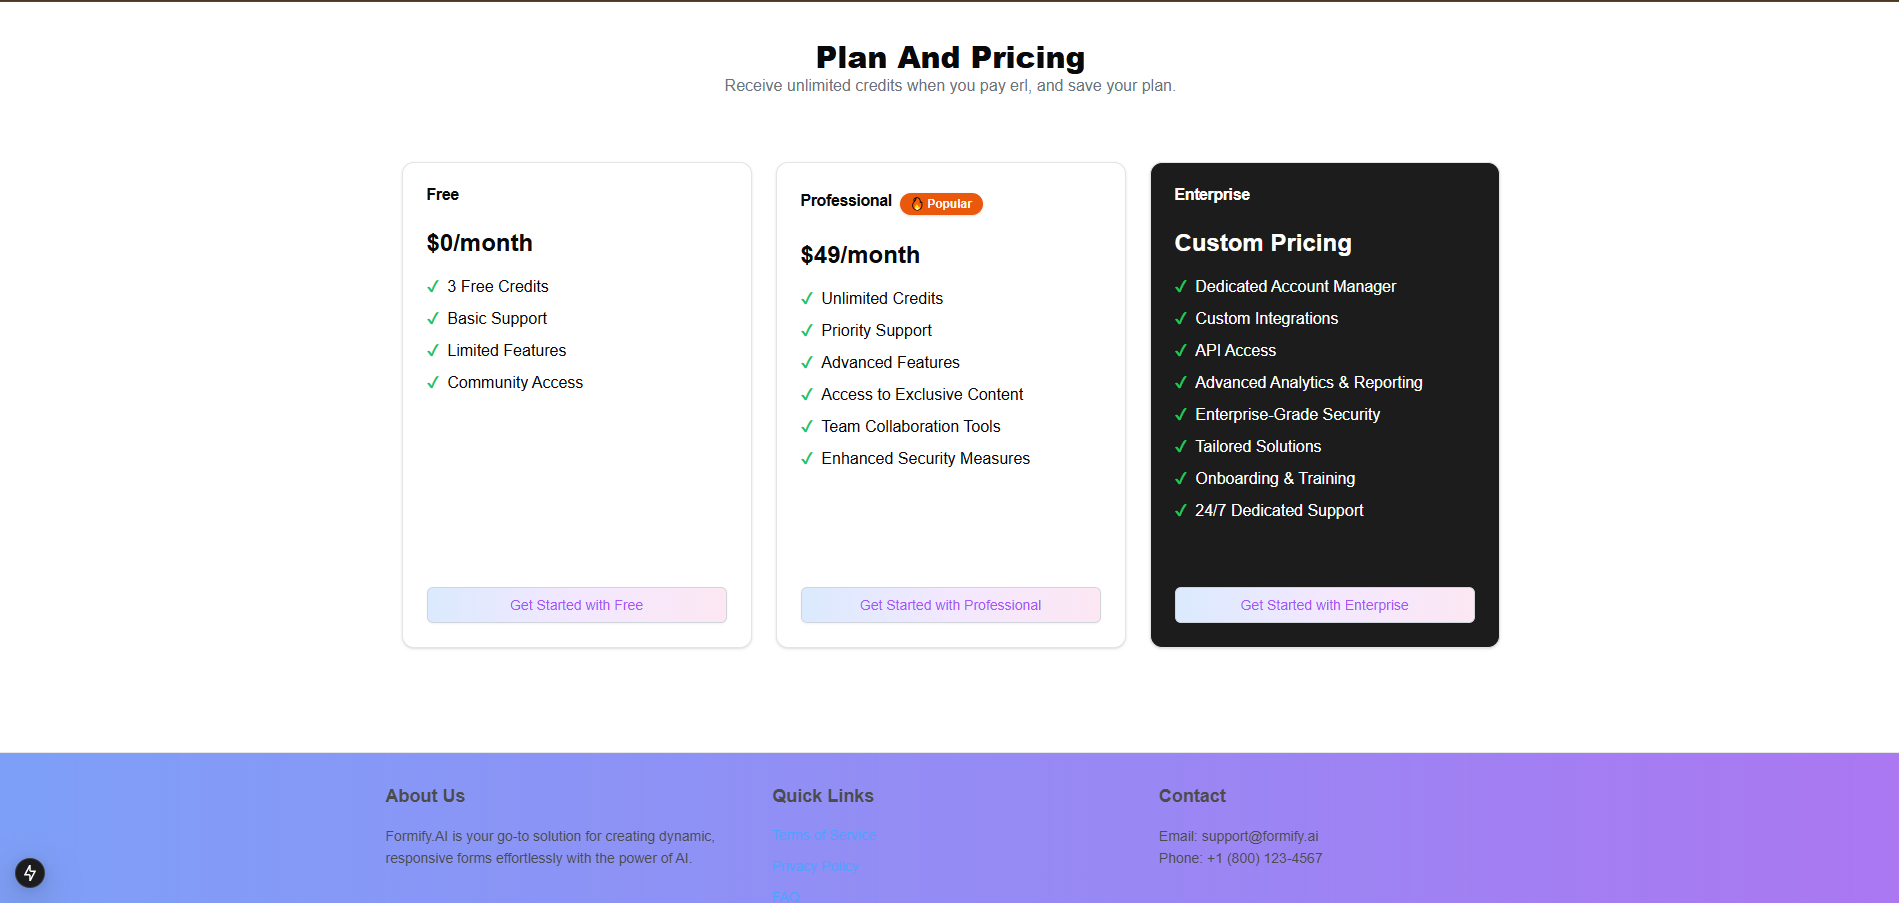 Plan And Pricing
Receive unlimited credits when you pay erl, and save your plan.
Free
$0/month
✓ 3 Free Credits
✓ Basic Support
✓ Limited Features
✓ Community Access
Get Started with Free
Professional 🔥 Popular
$49/month
✓ Unlimited Credits
✓ Priority Support
✓ Advanced Features
✓ Access to Exclusive Content
✓ Team Collaboration Tools
✓ Enhanced Security Measures
Get Started with Professional
Enterprise
Custom Pricing
✓ Dedicated Account Manager
✓ Custom Integrations
✓ API Access
✓ Advanced Analytics & Reporting
✓ Enterprise-Grade Security
✓ Tailored Solutions
✓ Onboarding & Training
✓ 24/7 Dedicated Support
Get Started with Enterprise
About Us
Formify.AI is your go-to solution for creating dynamic,
responsive forms effortlessly with the power of AI.
Quick Links
Terms of Service
Privacy Policy
FAQ
Contact
Email: support@formify.ai
Phone: +1 (800) 123-4567